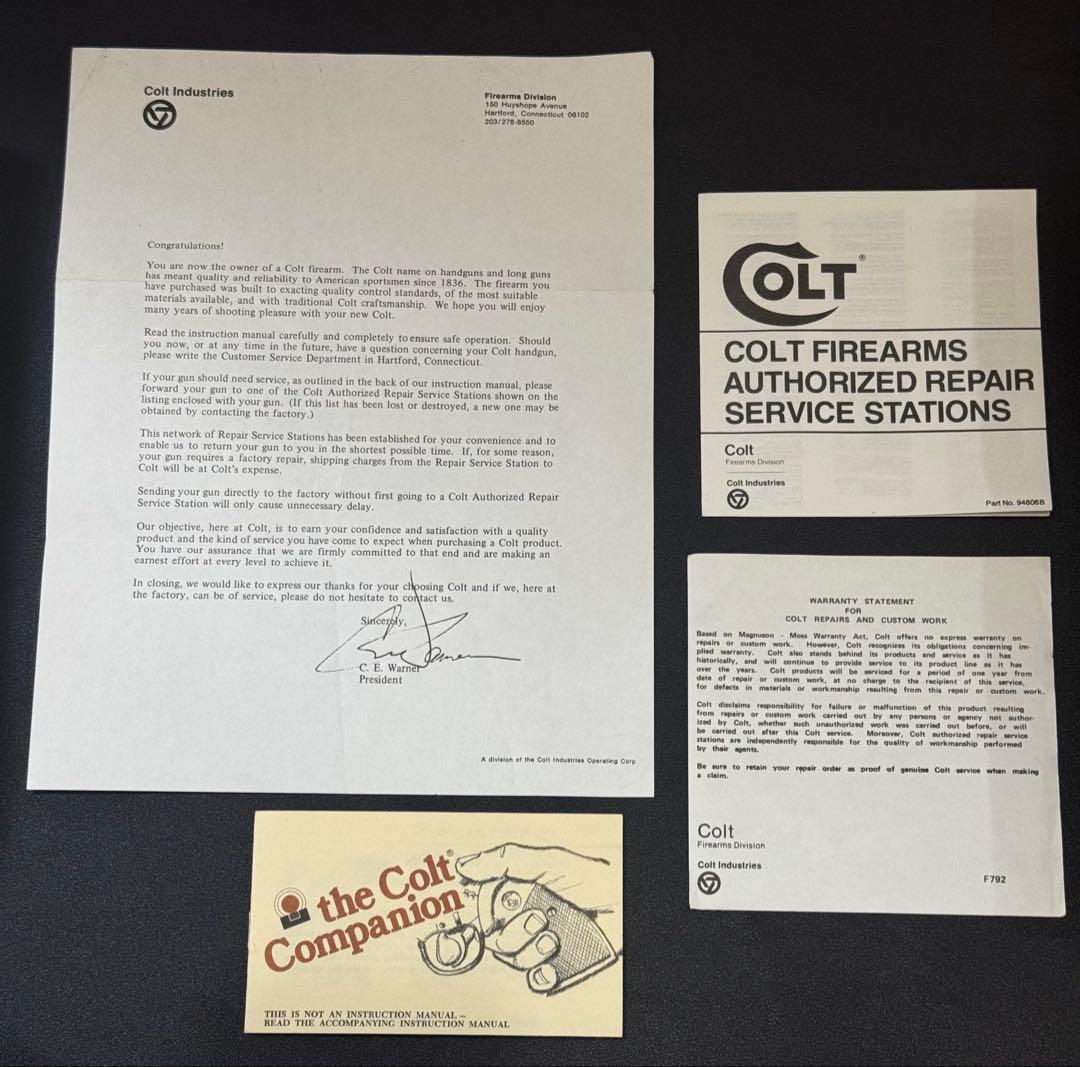 Colt Industries
Firearms Division
150 Huyshope Avenue
Hartford, Connecticut 06102
203/278-8550
Congratulations!
You are now the owner of a Colt firearm. The Colt name on handguns and long guns
has meant quality and reliability to American sportsmen since 1836. The firearm you
have purchased was built to exacting quality control standards, of the most suitable
materials available, and with traditional Colt craftsmanship. We hope you will enjoy
many years of shooting pleasure with your new Colt.
Read the instruction manual carefully and completely to ensure safe operation. Should
you now, or at any time in the future, have a question concerning your Colt handgun,
please write the Customer Service Department in Hartford, Connecticut.
If your gun should need service, as outlined in the back of our instruction manual, please
forward your gun to one of the Colt Authorized Repair Service Stations shown on the
listing enclosed with your gun. (If this list has been lost or destroyed, a new one may be
obtained by contacting the factory.)
This network of Repair Service Stations has been established for your convenience and to
enable us to return your gun to you in the shortest possible time. If, for some reason,
your gun requires a factory repair, shipping charges from the Repair Service Station to
Colt will be at Colt's expense.
Sending your gun directly to the factory without first going to a Colt Authorized Repair
Service Station will only cause unnecessary delay.
Our objective, here at Colt, is to earn your confidence and satisfaction with a quality
product and the kind of service you have come to expect when purchasing a Colt product.
You have our assurance that we are firmly committed to that end and are making an
earnest effort at every level to achieve it.
In closing, we would like to express our thanks for your choosing Colt and if we, here at
the factory, can be of service, please do not hesitate to contact us.
Sincerely,
C. E. Warner
President
A division of the Colt Industries Operating Corp
COLT®
COLT FIREARMS
AUTHORIZED REPAIR
SERVICE STATIONS
Colt
Firearms Division
Colt Industries
Part No. 94806B
WARRANTY STATEMENT
FOR
COLT REPAIRS AND CUSTOM WORK
Based on Magnuson - Moss Warranty Act, Colt offers no express warranty on
repairs or custom work. However, Colt recognizes its obligations concerning im-
plied warranty. Colt also stands behind its products and service as it has
historically, and will continue to provide service to its product line as it has
over the years. Colt products will be serviced for a period of one year from
date of repair or custom work, at no charge to the recipient of this service,
for defects in materials or workmanship resulting from this repair or custom work.
Colt disclaims responsibility for failure or malfunction of this product resulting
from repairs or custom work carried out by any persons or agency not author-
ized by Colt, whether such unauthorized work was carried out before, or will
be carried out after this Colt service. Moreover, Colt authorized repair service
stations are independently responsible for the quality of workmanship performed
by their agents.
Be sure to retain your repair order as proof of genuine Colt service when making
a claim.
Colt
Firearms Division
Colt Industries
F792
the Colt®
Companion
THIS IS NOT AN INSTRUCTION MANUAL –
READ THE ACCOMPANYING INSTRUCTION MANUAL